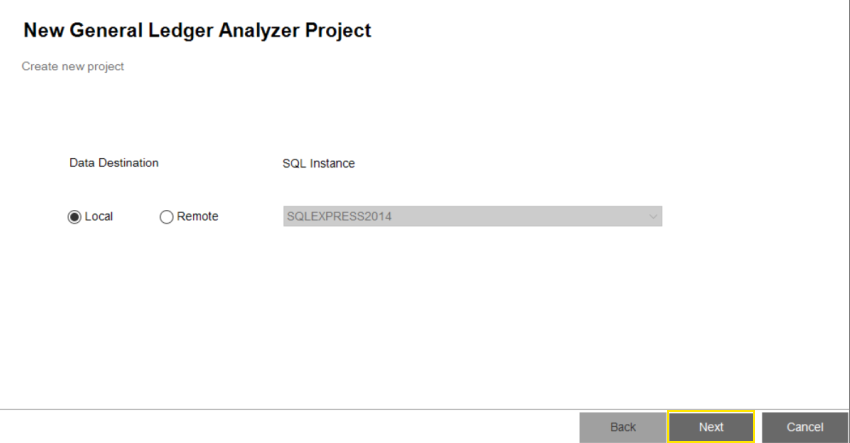 New General Ledger Analyzer Project
Create new project
Data Destination
SQL Instance
Local
Remote
SQLEXPRESS2014
Back
Next
Cancel